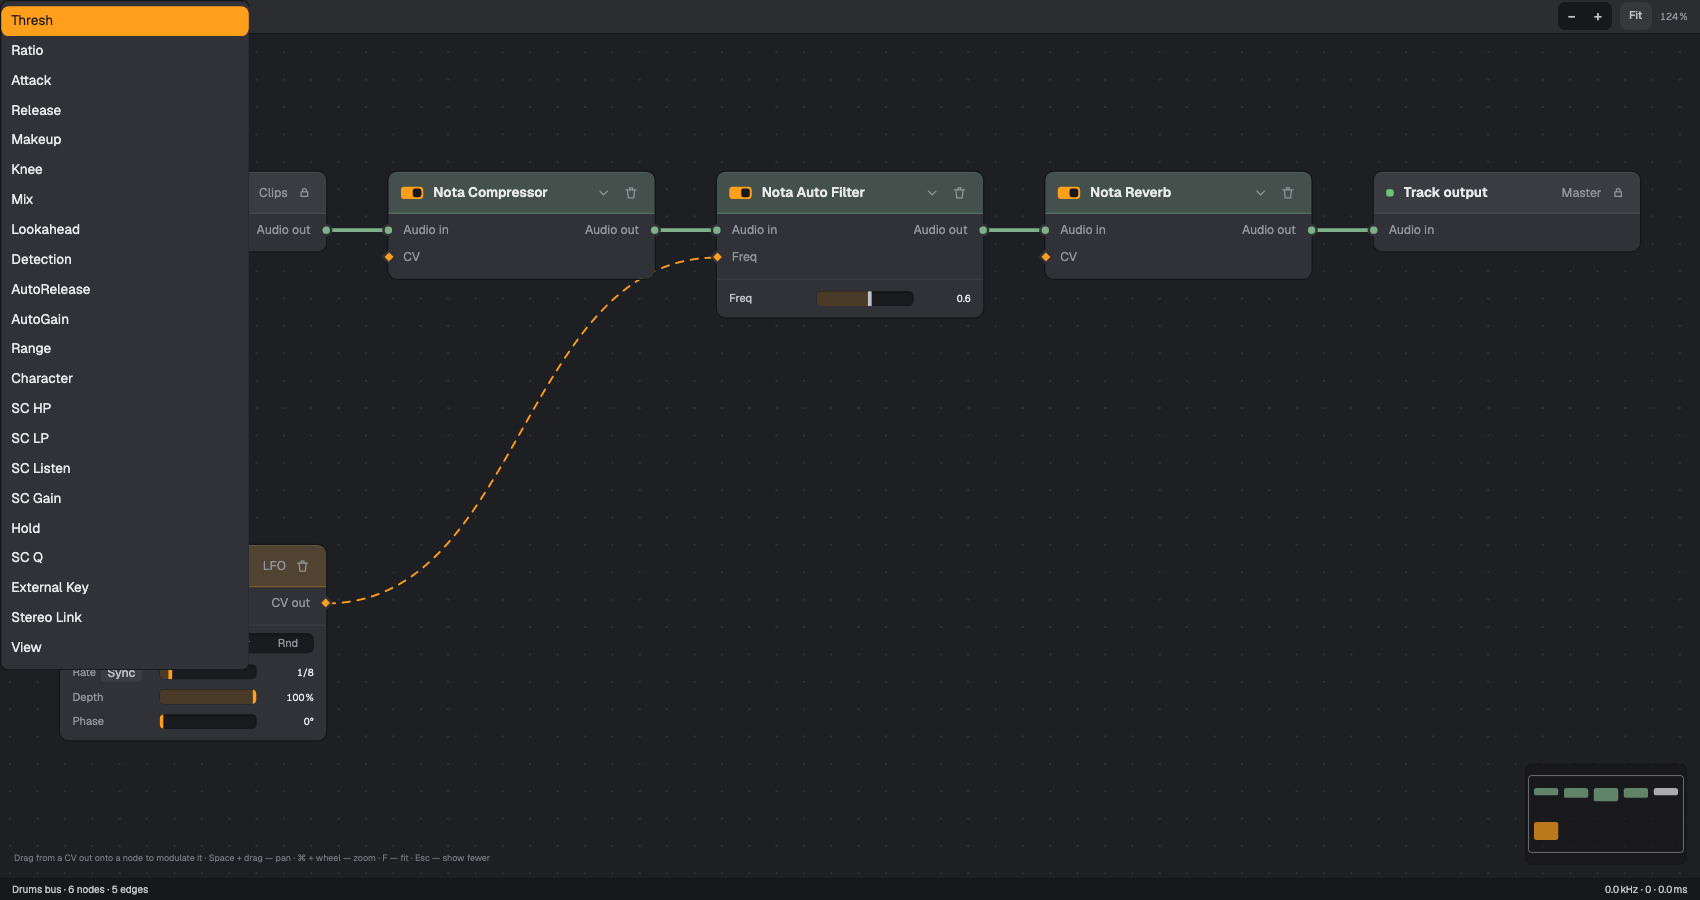 Thresh
Ratio
Attack
Release
Makeup
Knee
Mix
Lookahead
Detection
AutoRelease
AutoGain
Range
Character
SC HP
SC LP
SC Listen
SC Gain
Hold
SC Q
External Key
Stereo Link
View
− + Fit 124%
Clips
Audio out
Nota Compressor
Audio in Audio out
CV
Nota Auto Filter
Audio in Audio out
Freq
Freq 0.6
Nota Reverb
Audio in Audio out
CV
Track output Master
Audio in
LFO
CV out
Rnd
Rate Sync 1/8
Depth 100%
Phase 0°
Drag from a CV out onto a node to modulate it · Space + drag — pan · ⌘ + wheel — zoom · F — fit · Esc — show fewer
Drums bus · 6 nodes · 5 edges
0.0 kHz · 0 · 0.0 ms